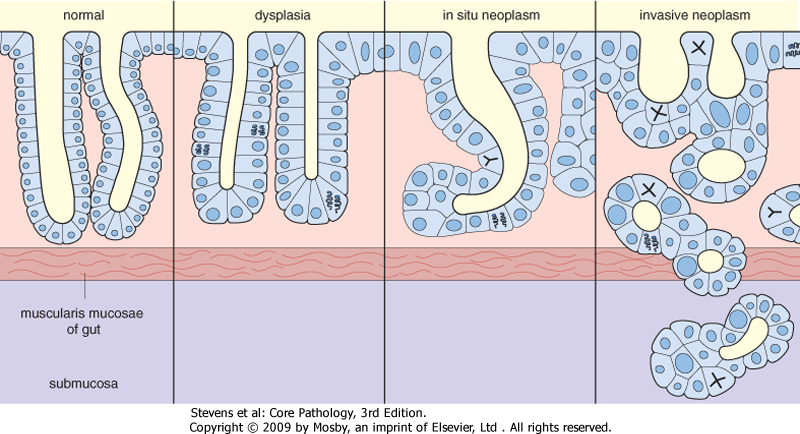 normal
dysplasia
in situ neoplasm
invasive neoplasm
muscularis mucosae
of gut
submucosa
Stevens et al: Core Pathology, 3rd Edition.
Copyright © 2009 by Mosby, an imprint of Elsevier, Ltd . All rights reserved.